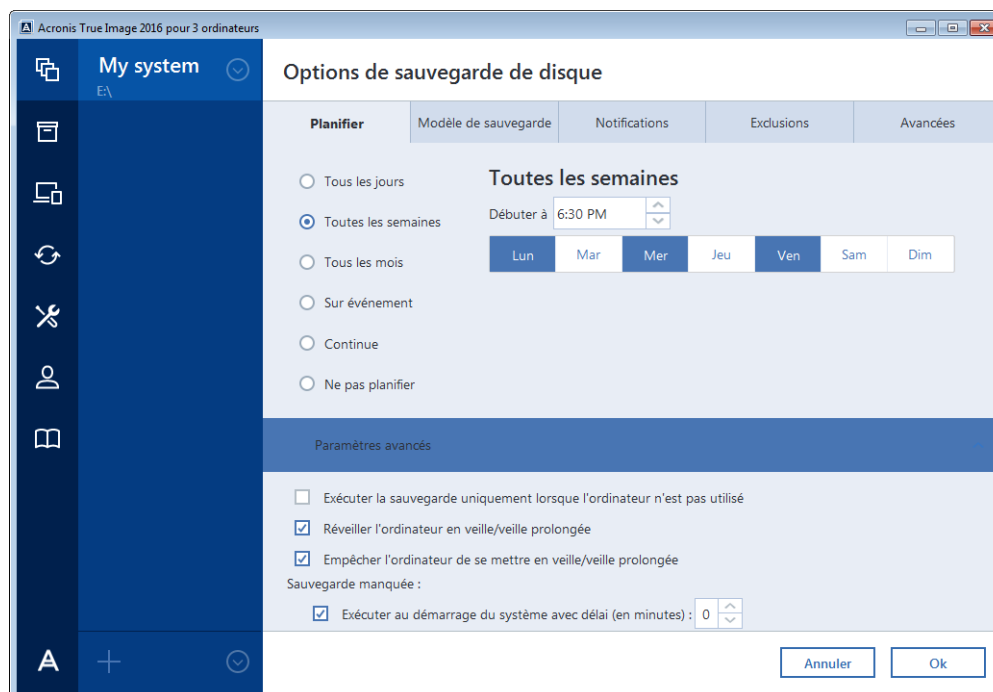 Acronis True Image 2016 pour 3 ordinateurs
My system
E:\
Options de sauvegarde de disque
Planifier
Modèle de sauvegarde
Notifications
Exclusions
Avancées
Tous les jours
Toutes les semaines
Tous les mois
Sur événement
Continue
Ne pas planifier
Toutes les semaines
Débuter à 6:30 PM
Lun Mar Mer Jeu Ven Sam Dim
Paramètres avancés
Exécuter la sauvegarde uniquement lorsque l'ordinateur n'est pas utilisé
Réveiller l'ordinateur en veille/veille prolongée
Empêcher l'ordinateur de se mettre en veille/veille prolongée
Sauvegarde manquée :
Exécuter au démarrage du système avec délai (en minutes) : 0
Annuler
Ok